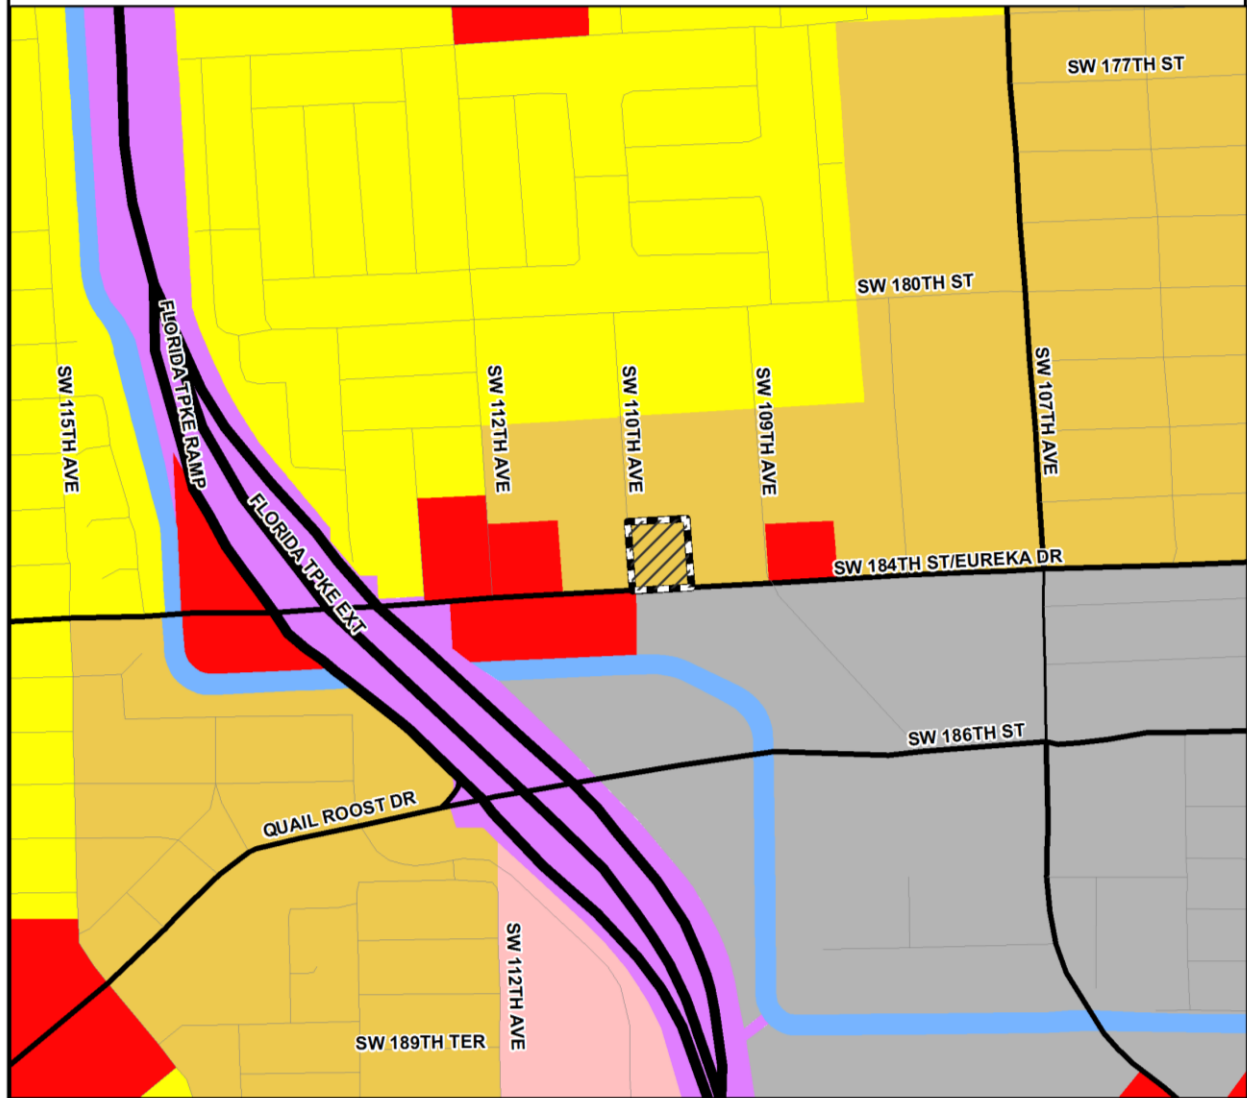 SW 177TH ST
SW 180TH ST
FLORIDA TPKE RAMP
SW 115TH AVE
SW 112TH AVE
SW 110TH AVE
SW 109TH AVE
SW 107TH AVE
FLORIDA TPKE EXT
SW 184TH ST/EUREKA DR
SW 186TH ST
QUAIL ROOST DR
SW 112TH AVE
SW 189TH TER